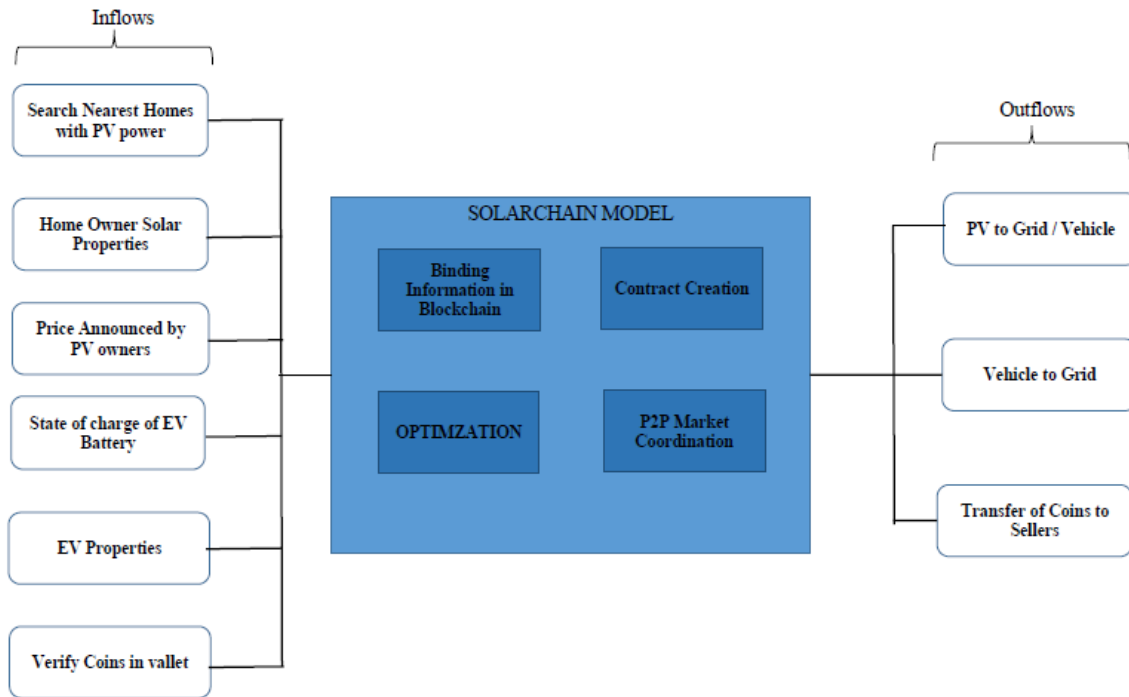 Inflows
Search Nearest Homes
with PV power
Home Owner Solar
Properties
Price Announced by
PV owners
State of charge of EV
Battery
EV Properties
Verify Coins in vallet
SOLARCHAIN MODEL
Binding
Information in
Blockchain
Contract Creation
OPTIMZATION
P2P Market
Coordination
Outflows
PV to Grid / Vehicle
Vehicle to Grid
Transfer of Coins to
Sellers